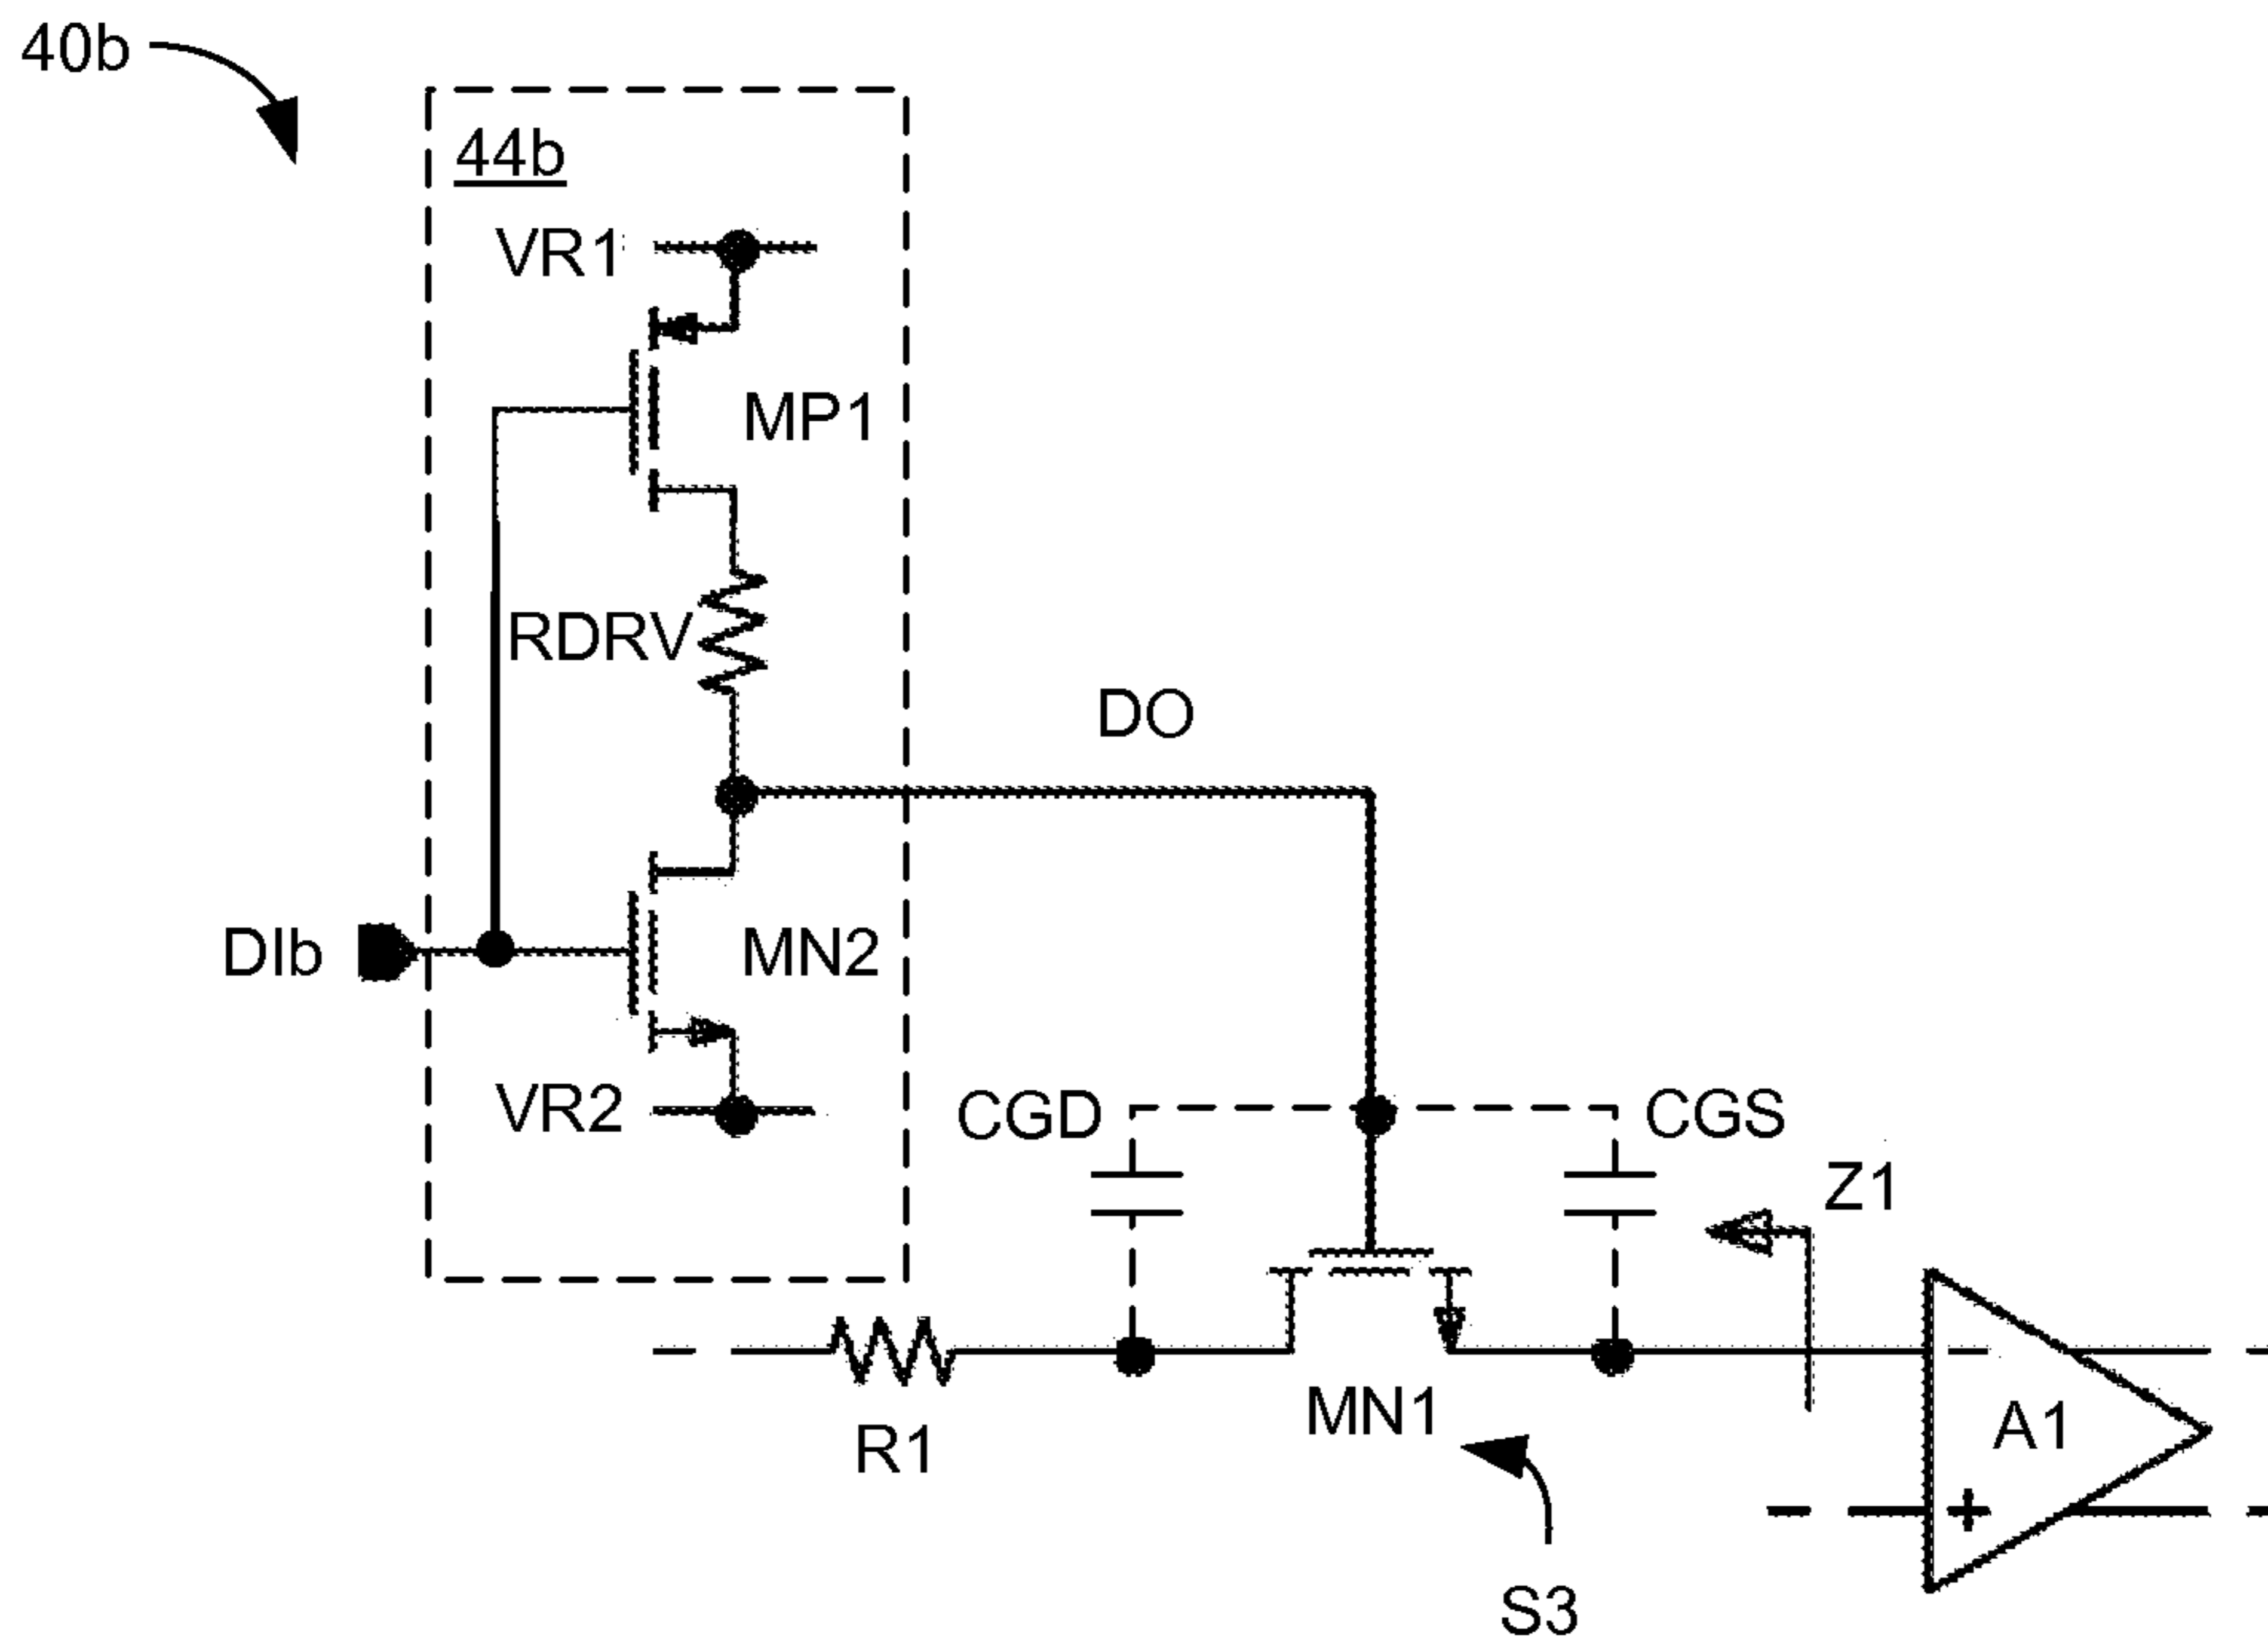 40b
44b
VR1
MP1
RDRV
DO
DIb
MN2
VR2
CGD
CGS
Z1
MN1
A1
R1
+
S3